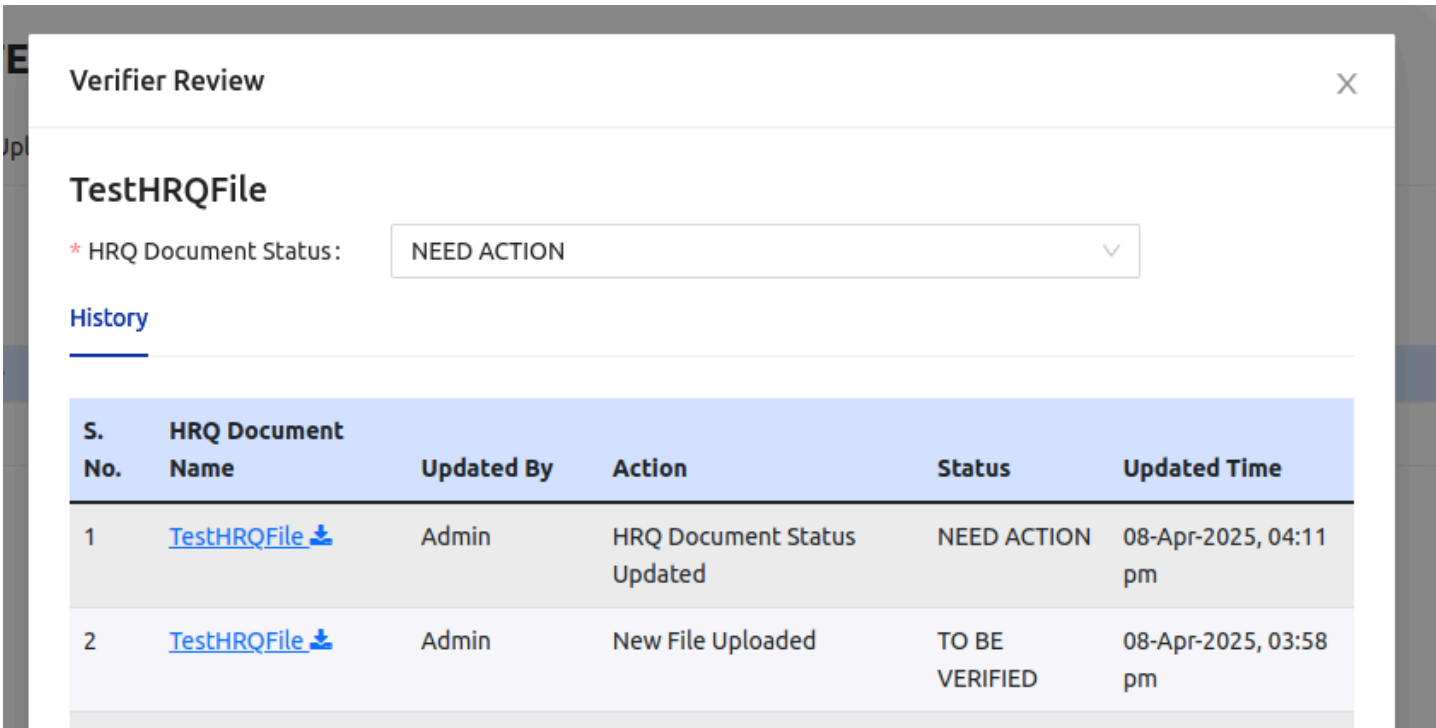 Verifier Review
X
TestHRQFile
* HRQ Document Status:
NEED ACTION
History
S. No.
HRQ Document Name
Updated By
Action
Status
Updated Time
1
TestHRQFile
Admin
HRQ Document Status Updated
NEED ACTION
08-Apr-2025, 04:11 pm
2
TestHRQFile
Admin
New File Uploaded
TO BE VERIFIED
08-Apr-2025, 03:58 pm